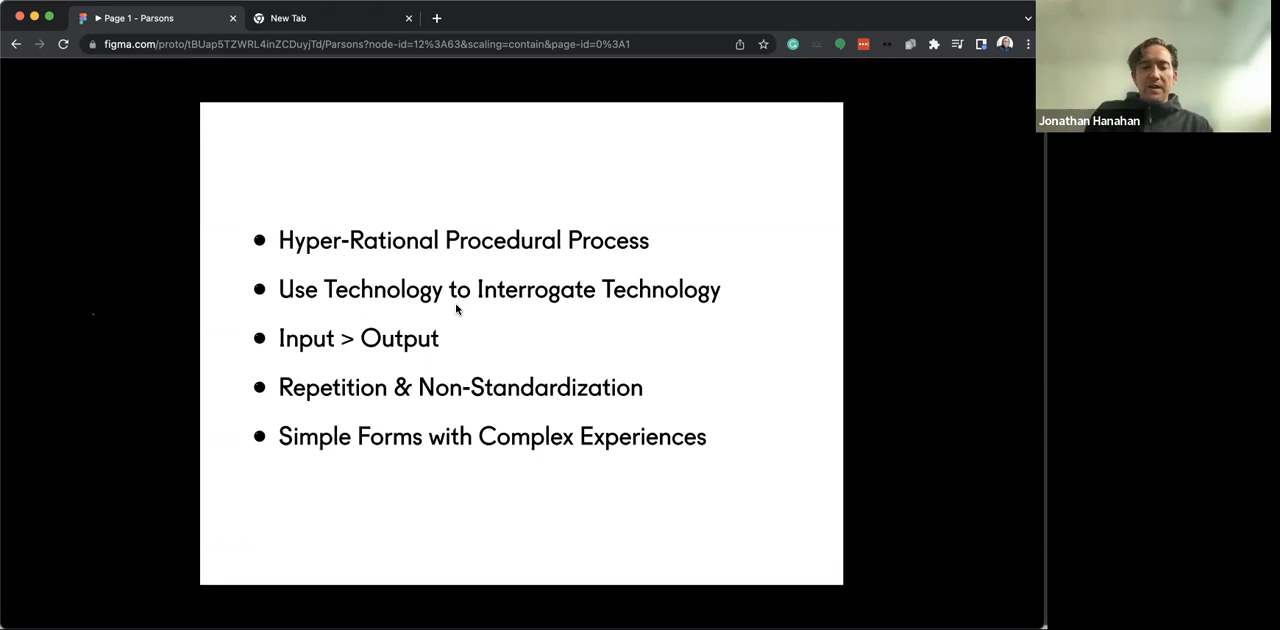 Page 1 - Parsons
New Tab
figma.com/proto/tBUap5TZWRL4inZCDuyjTd/Parsons?node-id=12%3A63&scaling=contain&page-id=0%3A1
Jonathan Hanahan
Hyper-Rational Procedural Process
Use Technology to Interrogate Technology
Input > Output
Repetition & Non-Standardization
Simple Forms with Complex Experiences